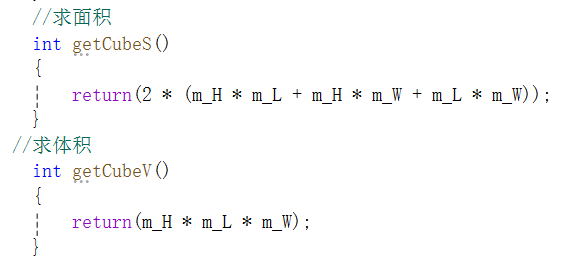 //求面积
int getCubeS()
{
return(2 * (m_H * m_L + m_H * m_W + m_L * m_W));
}
//求体积
int getCubeV()
{
return(m_H * m_L * m_W);
}